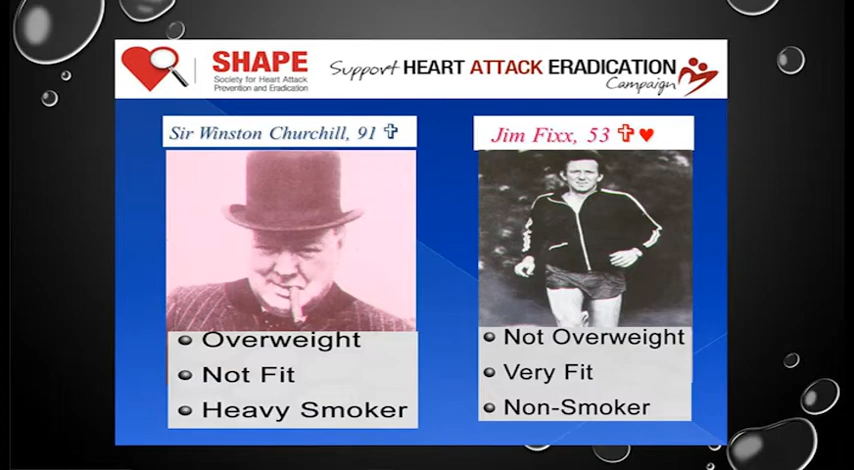 SHAPE
Society for Heart Attack
Prevention and Eradication
Support HEART ATTACK ERADICATION
Campaign
Sir Winston Churchill, 91 ✞
Jim Fixx, 53 ✞ ♥
Overweight
Not Fit
Heavy Smoker
Not Overweight
Very Fit
Non-Smoker